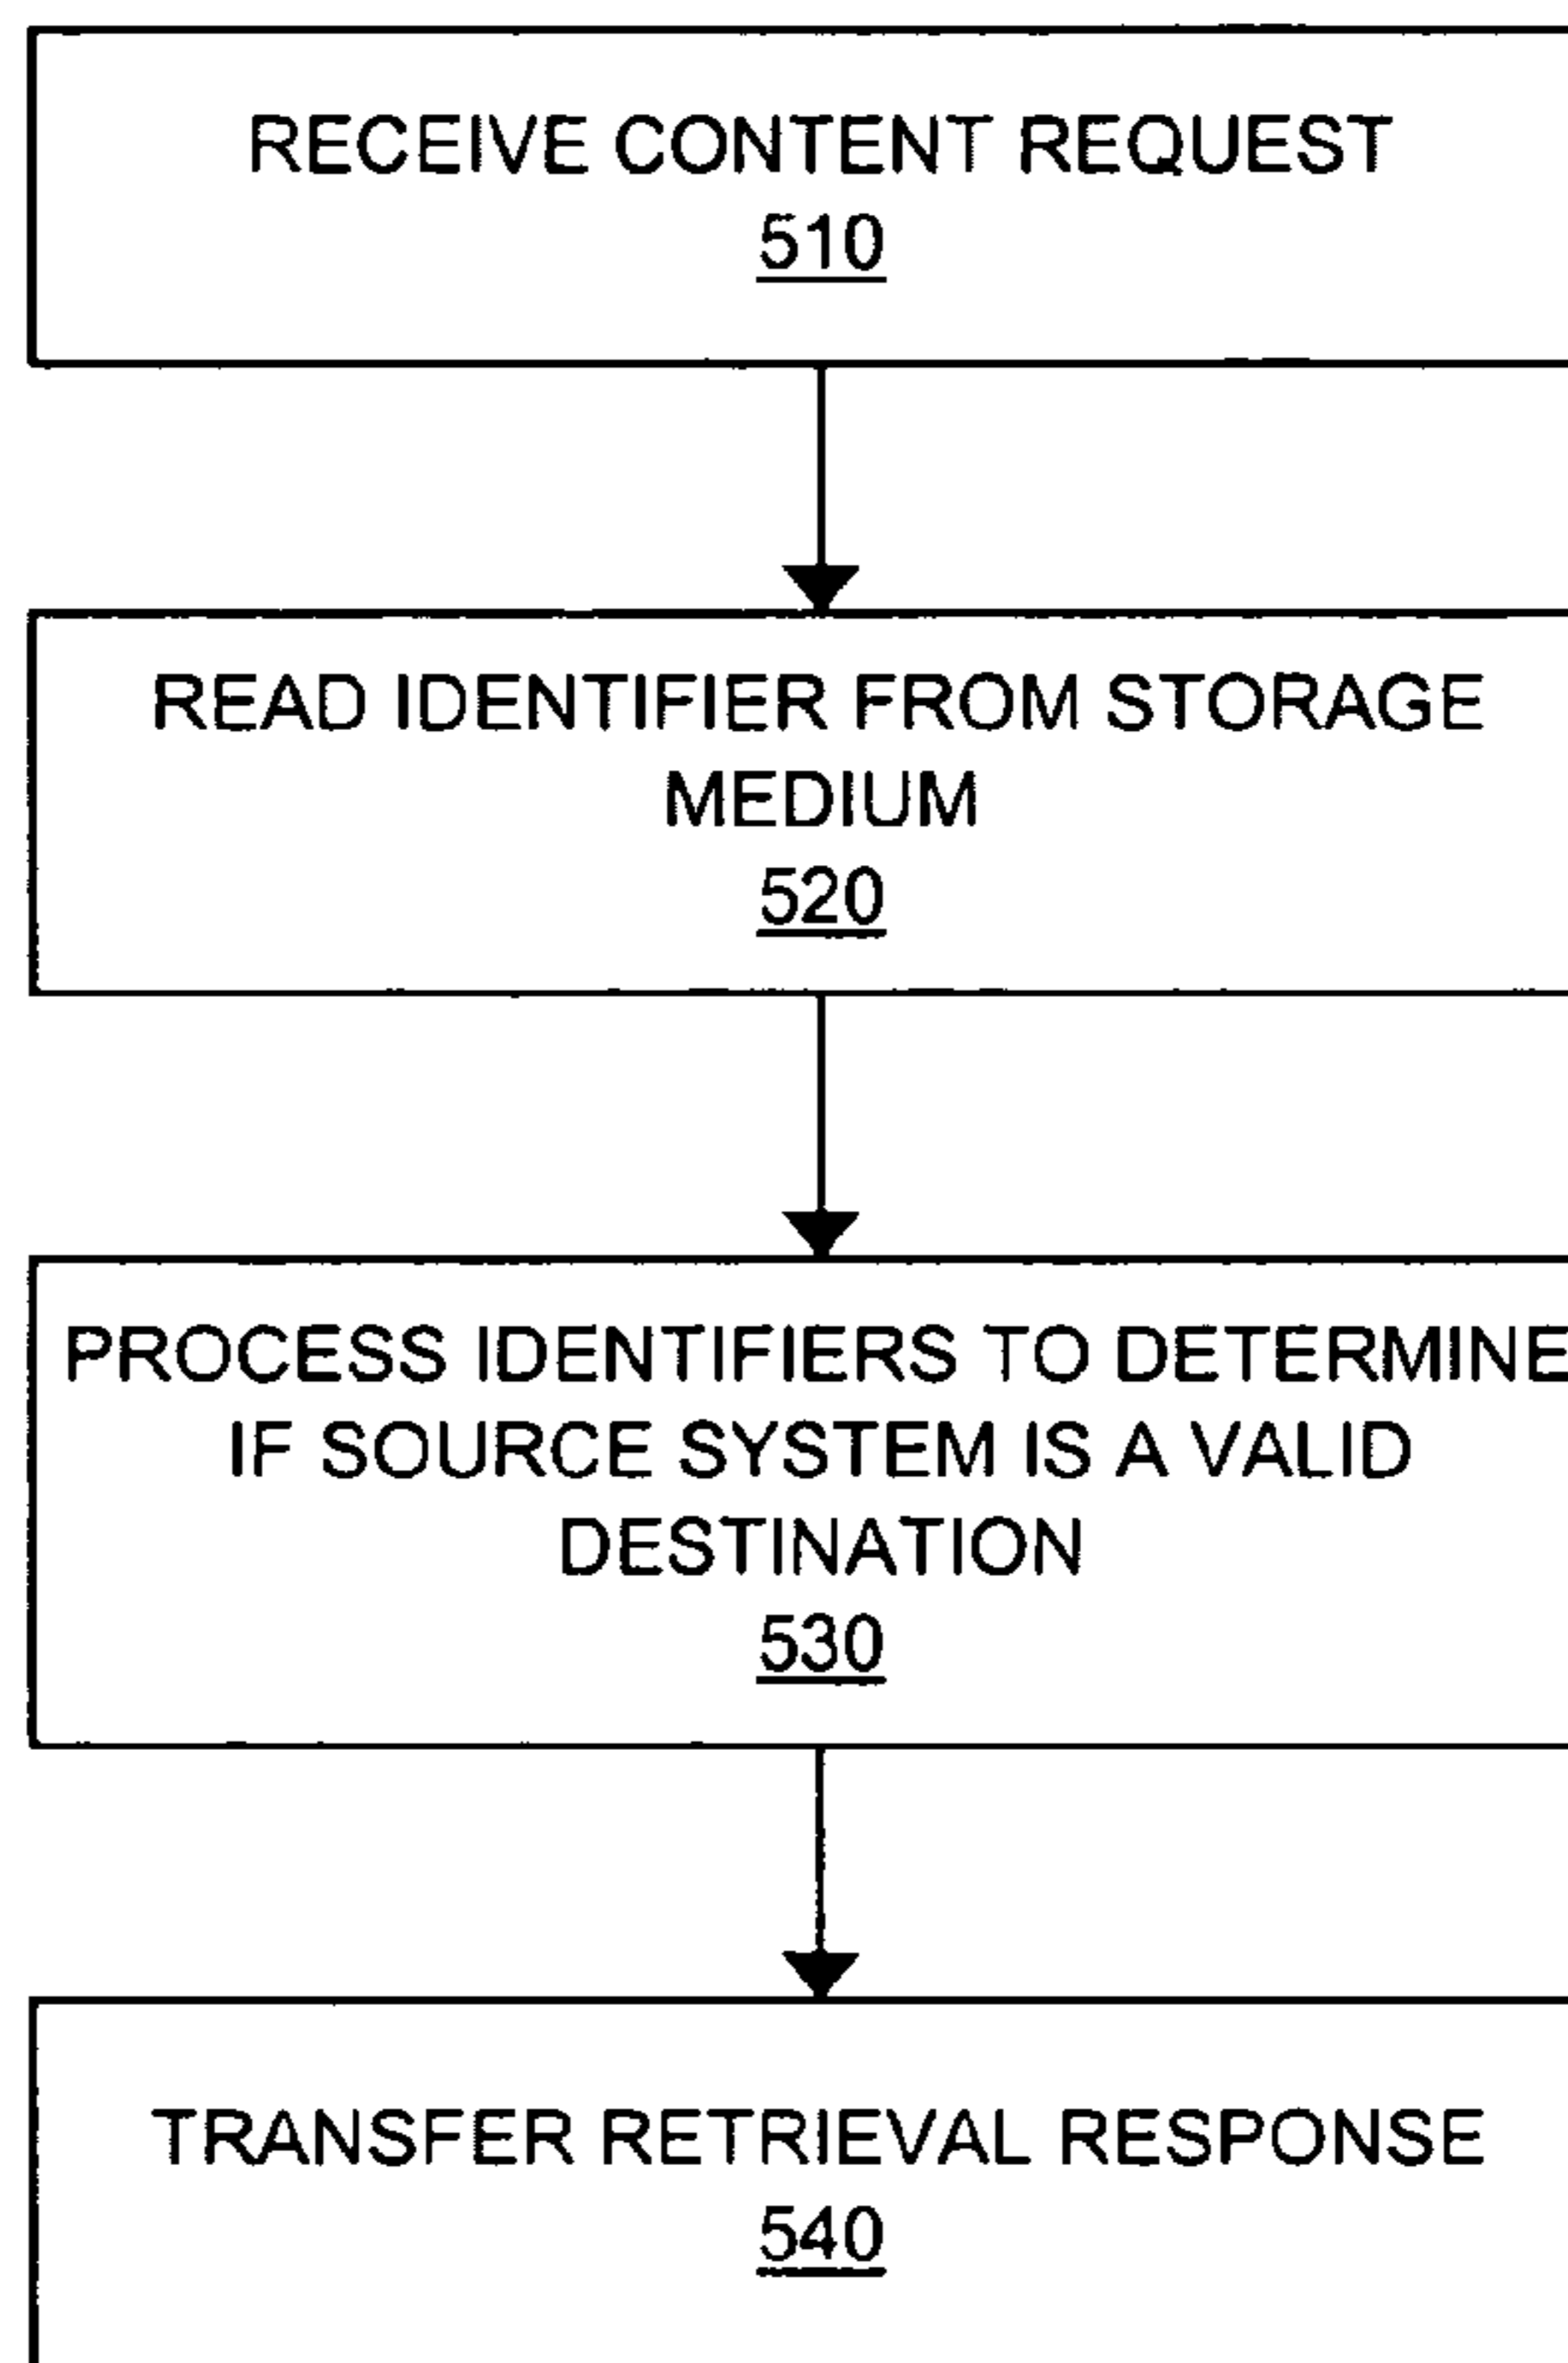 RECEIVE CONTENT REQUEST
510
READ IDENTIFIER FROM STORAGE
MEDIUM
520
PROCESS IDENTIFIERS TO DETERMINE
IF SOURCE SYSTEM IS A VALID
DESTINATION
530
TRANSFER RETRIEVAL RESPONSE
540